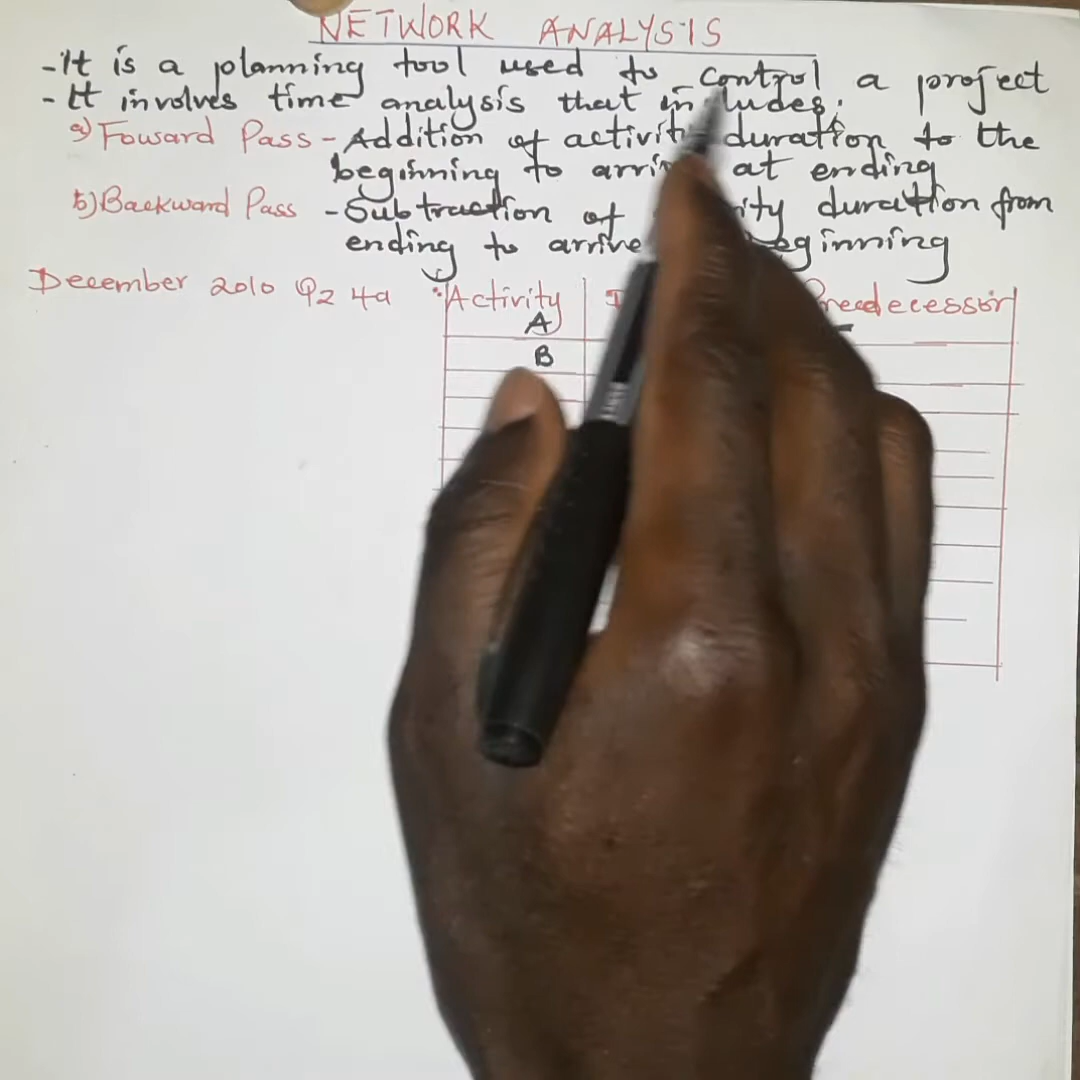 NETWORK ANALYSIS
-It is a planning tool used to control a project
-It involves time analysis that includes;
a) Foward Pass - Addition of activity duration to the
beginning to arrive at ending
b) Backward Pass - Subtraction of duration from
ending to arrive beginning
December 2010 Q2 4a
Activity Predecessor
A -
B